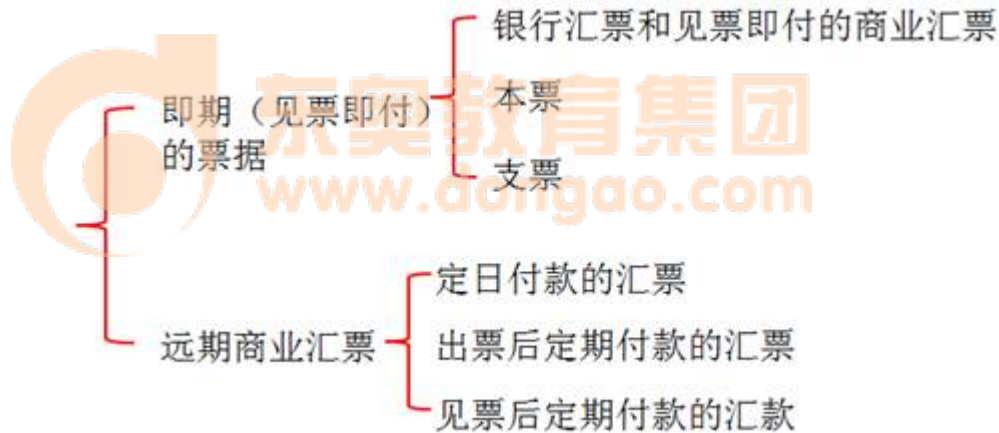 银行汇票和见票即付的商业汇票
即期（见票即付）
的票据
本票
支票
东奥教育集团
www.dongao.com
定日付款的汇票
远期商业汇票
出票后定期付款的汇票
见票后定期付款的汇款